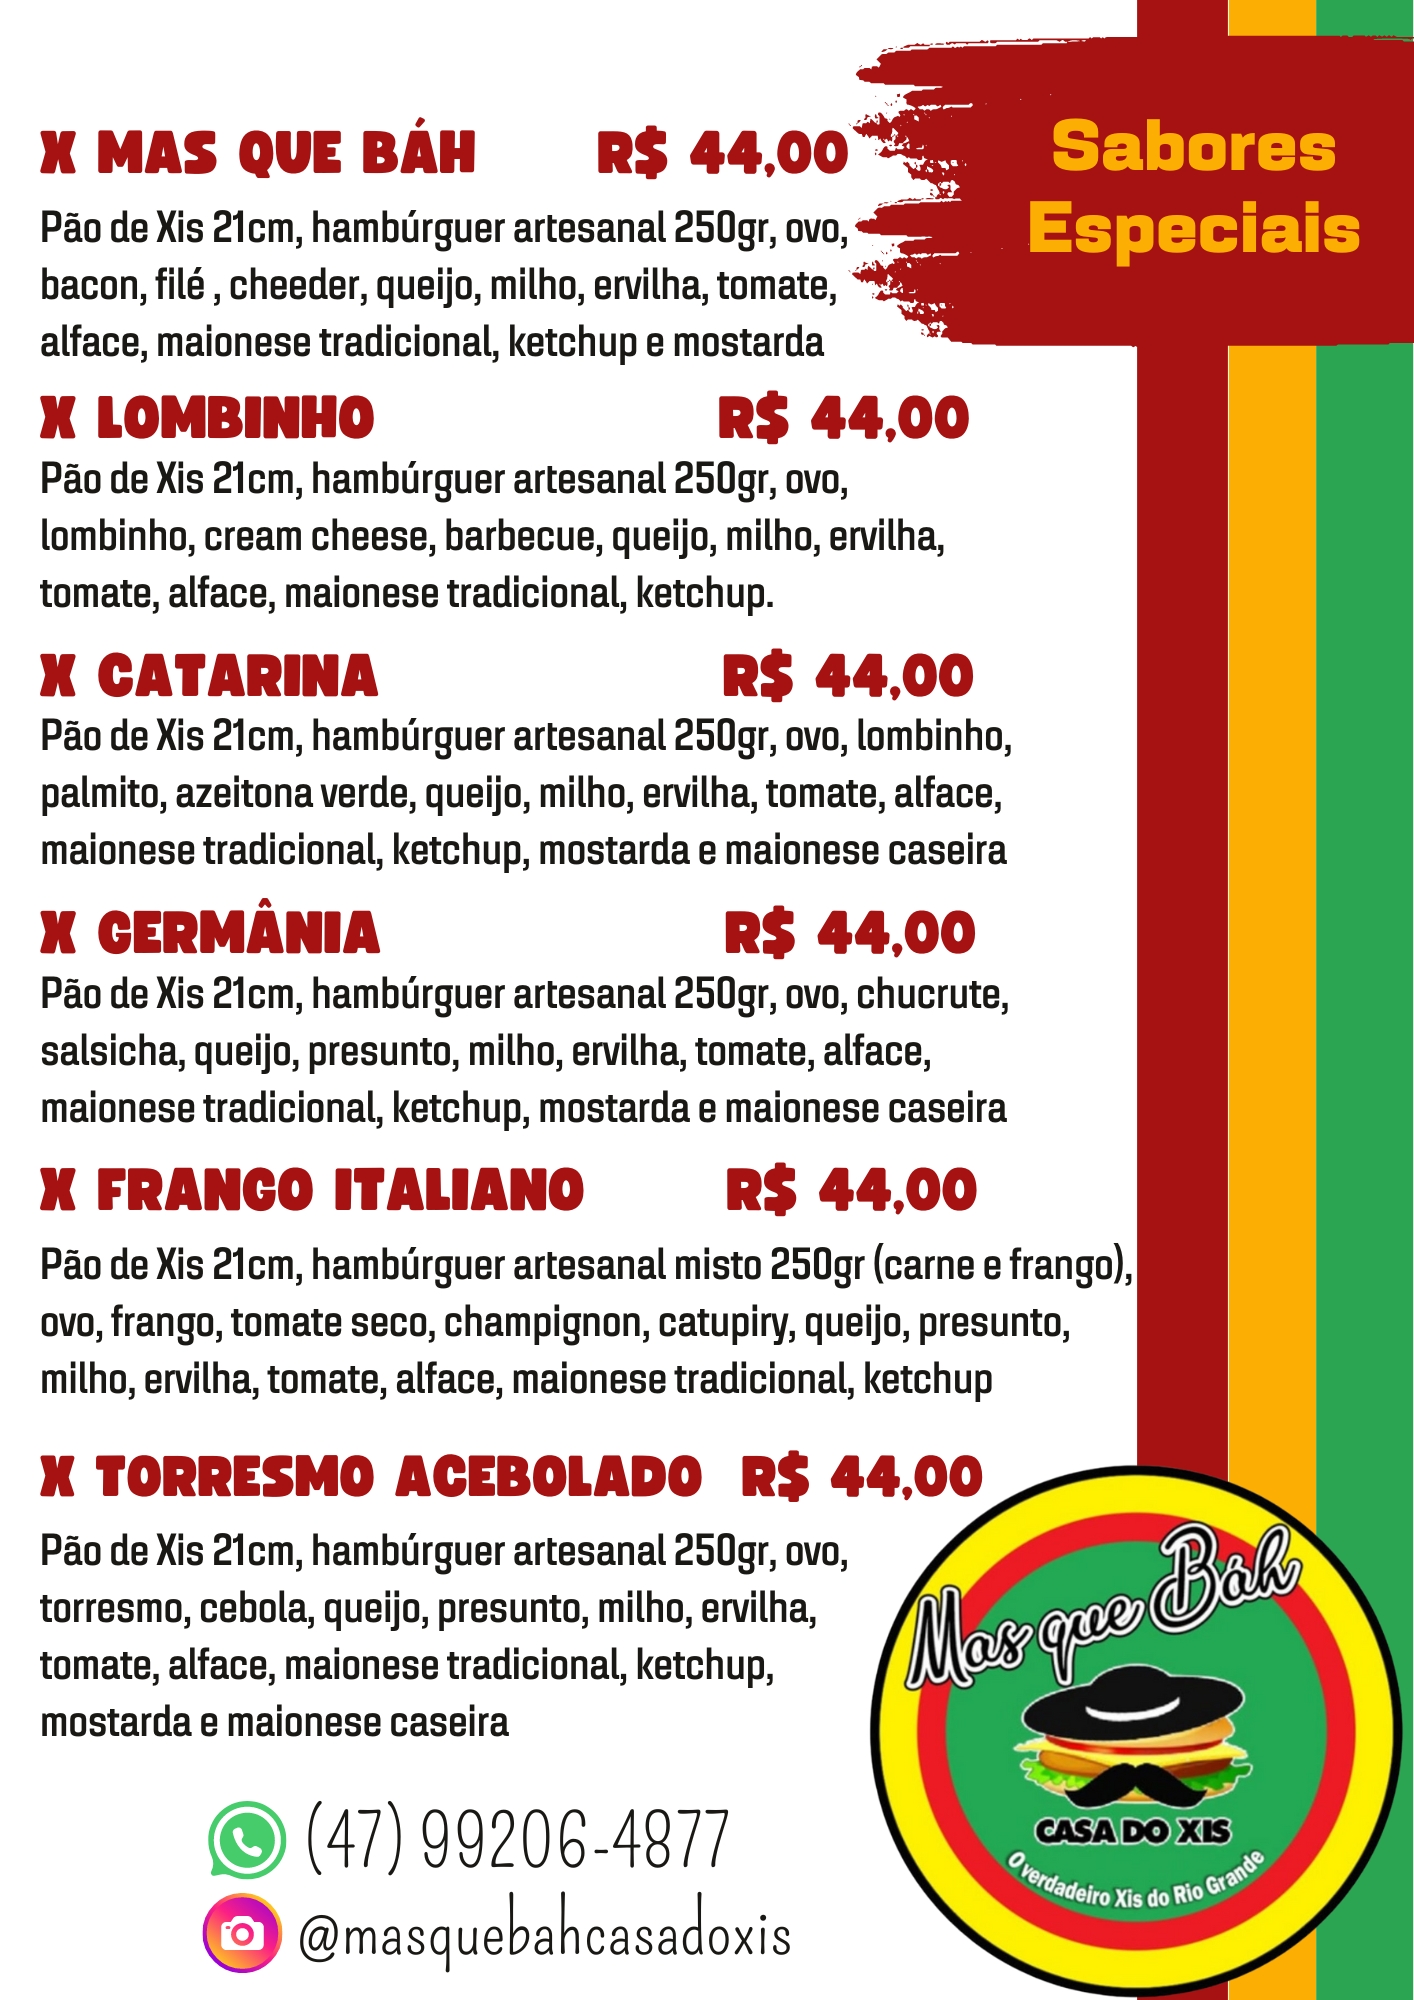 Sabores
Especiais
X MAS QUE BÁH R$ 44,00
Pão de Xis 21cm, hambúrguer artesanal 250gr, ovo,
bacon, filé , cheeder, queijo, milho, ervilha, tomate,
alface, maionese tradicional, ketchup e mostarda
X LOMBINHO R$ 44,00
Pão de Xis 21cm, hambúrguer artesanal 250gr, ovo,
lombinho, cream cheese, barbecue, queijo, milho, ervilha,
tomate, alface, maionese tradicional, ketchup.
X CATARINA R$ 44,00
Pão de Xis 21cm, hambúrguer artesanal 250gr, ovo, lombinho,
palmito, azeitona verde, queijo, milho, ervilha, tomate, alface,
maionese tradicional, ketchup, mostarda e maionese caseira
X GERMÂNIA R$ 44,00
Pão de Xis 21cm, hambúrguer artesanal 250gr, ovo, chucrute,
salsicha, queijo, presunto, milho, ervilha, tomate, alface,
maionese tradicional, ketchup, mostarda e maionese caseira
X FRANGO ITALIANO R$ 44,00
Pão de Xis 21cm, hambúrguer artesanal misto 250gr (carne e frango),
ovo, frango, tomate seco, champignon, catupiry, queijo, presunto,
milho, ervilha, tomate, alface, maionese tradicional, ketchup
X TORRESMO ACEBOLADO R$ 44,00
Pão de Xis 21cm, hambúrguer artesanal 250gr, ovo,
torresmo, cebola, queijo, presunto, milho, ervilha,
tomate, alface, maionese tradicional, ketchup,
mostarda e maionese caseira
(47) 99206-4877
@masquebahcasadoxis
Mas que Báh
CASA DO XIS
O verdadeiro Xis do Rio Grande